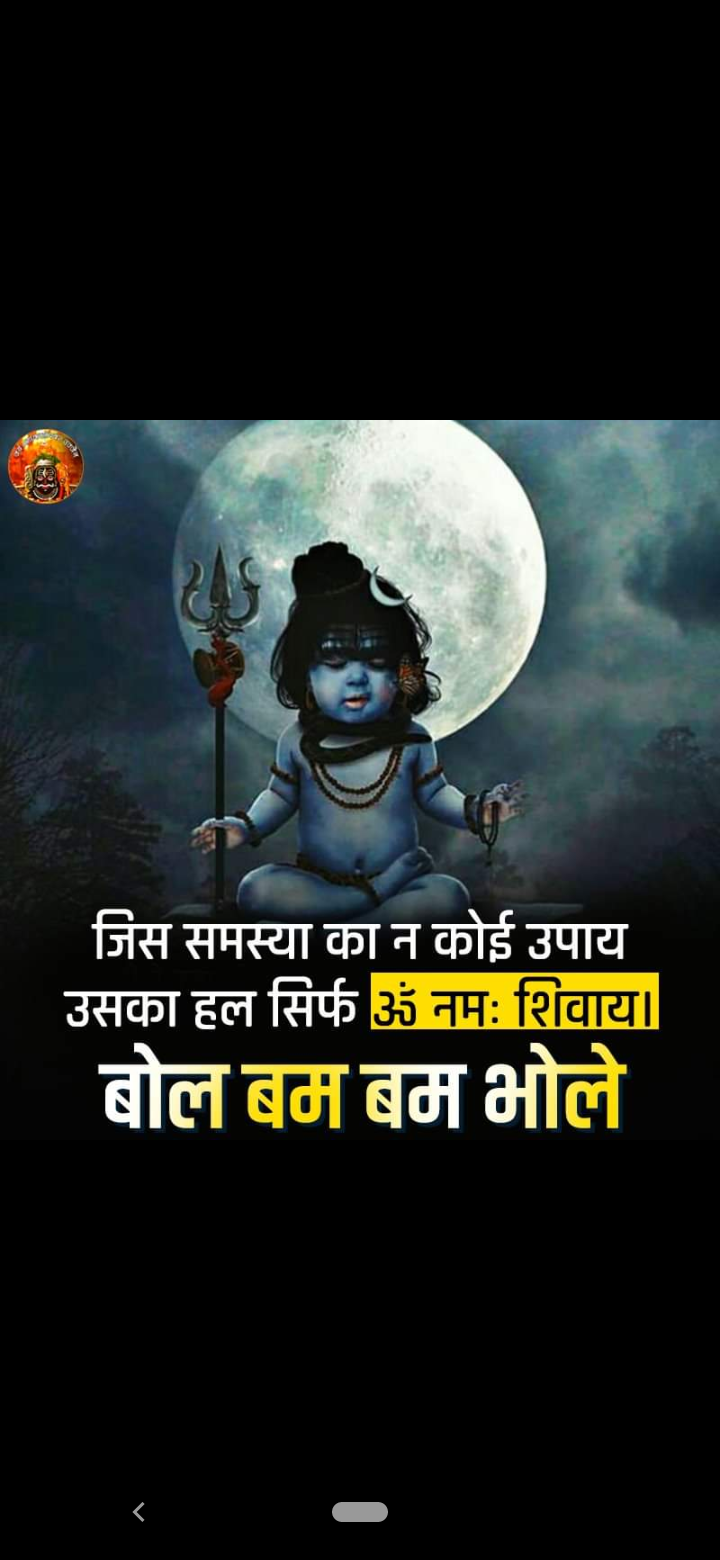 जिस समस्या का न कोई उपाय
उसका हल सिर्फ ॐ नमः शिवाय।
बोल बम बम भोले